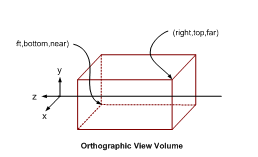 (right,top,far)
ft,bottom,near)
y
z
x
Orthographic View Volume